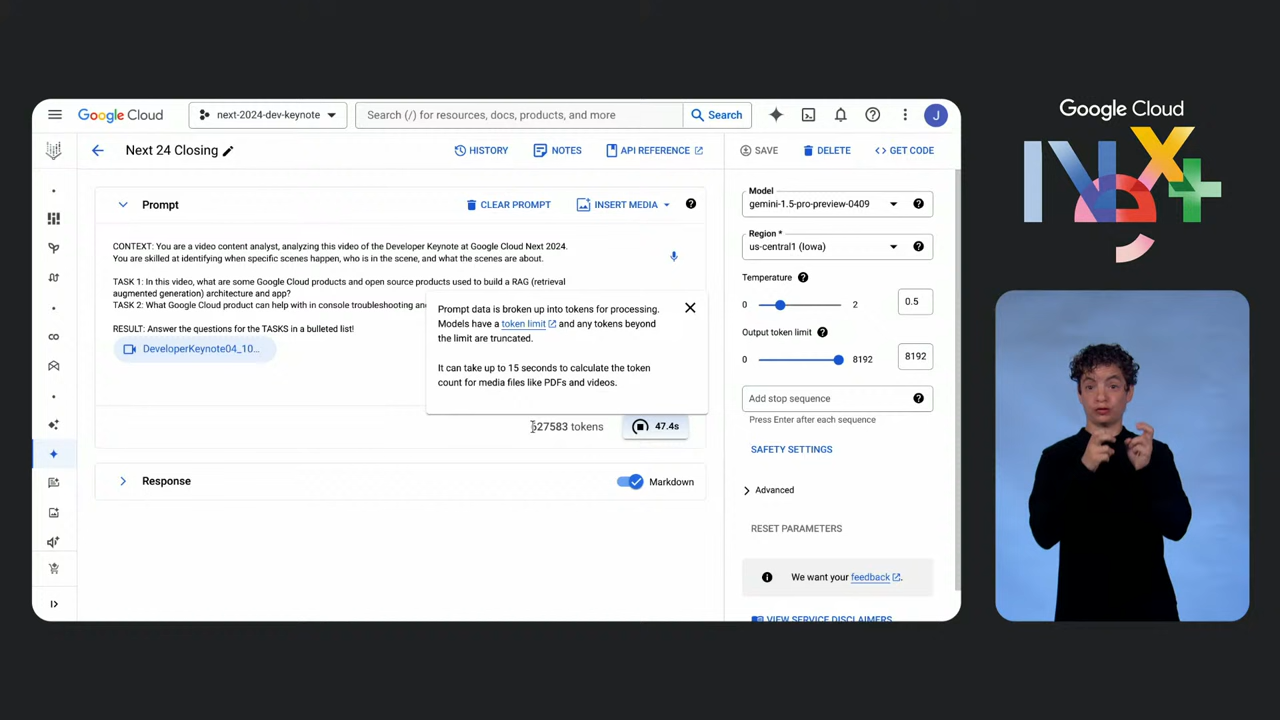 Google Cloud
next-2024-dev-keynote
Search (/) for resources, docs, products, and more
Search
J
Next 24 Closing
HISTORY
NOTES
API REFERENCE
SAVE
DELETE
GET CODE
Prompt
CLEAR PROMPT
INSERT MEDIA
CONTEXT: You are a video content analyst, analyzing this video of the Developer Keynote at Google Cloud Next 2024.
You are skilled at identifying when specific scenes happen, who is in the scene, and what the scenes are about.
TASK 1: In this video, what are some Google Cloud products and open source products used to build a RAG (retrieval
augmented generation) architecture and app?
TASK 2: What Google Cloud product can help with in console troubleshooting and
RESULT: Answer the questions for the TASKS in a bulleted list!
DeveloperKeynote04_10...
Prompt data is broken up into tokens for processing.
Models have a token limit and any tokens beyond
the limit are truncated.
It can take up to 15 seconds to calculate the token
count for media files like PDFs and videos.
tokens
47.4s
Response
Markdown
Model
gemini-1.5-pro-preview-0409
Region *
us-central1 (Iowa)
Temperature
0
2
0.5
Output token limit
0
8192
8192
Add stop sequence
Press Enter after each sequence
SAFETY SETTINGS
Advanced
RESET PARAMETERS
We want your feedback.
VIEW SERVICE DISCLAIMERS
Google Cloud
Next